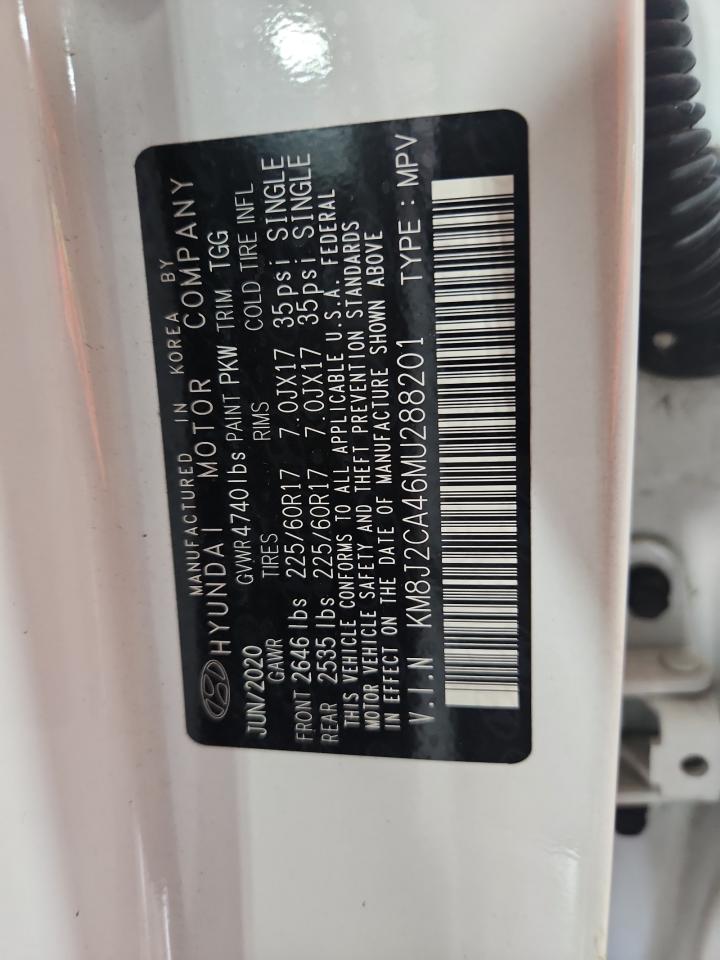 MANUFACTURED IN KOREA BY
HYUNDAI MOTOR COMPANY
JUN/2020 GVWR 4740 lbs PAINT PKW TRIM TGG
GAWR TIRES RIMS COLD TIRE INFL
FRONT 2646 lbs 225/60R17 7.0JX17 35psi SINGLE
REAR 2535 lbs 225/60R17 7.0JX17 35psi SINGLE
THIS VEHICLE CONFORMS TO ALL APPLICABLE U.S.A. FEDERAL
MOTOR VEHICLE SAFETY AND THEFT PREVENTION STANDARDS
IN EFFECT ON THE DATE OF MANUFACTURE SHOWN ABOVE
V.I.N KM8J2CA46MU288201 TYPE : MPV